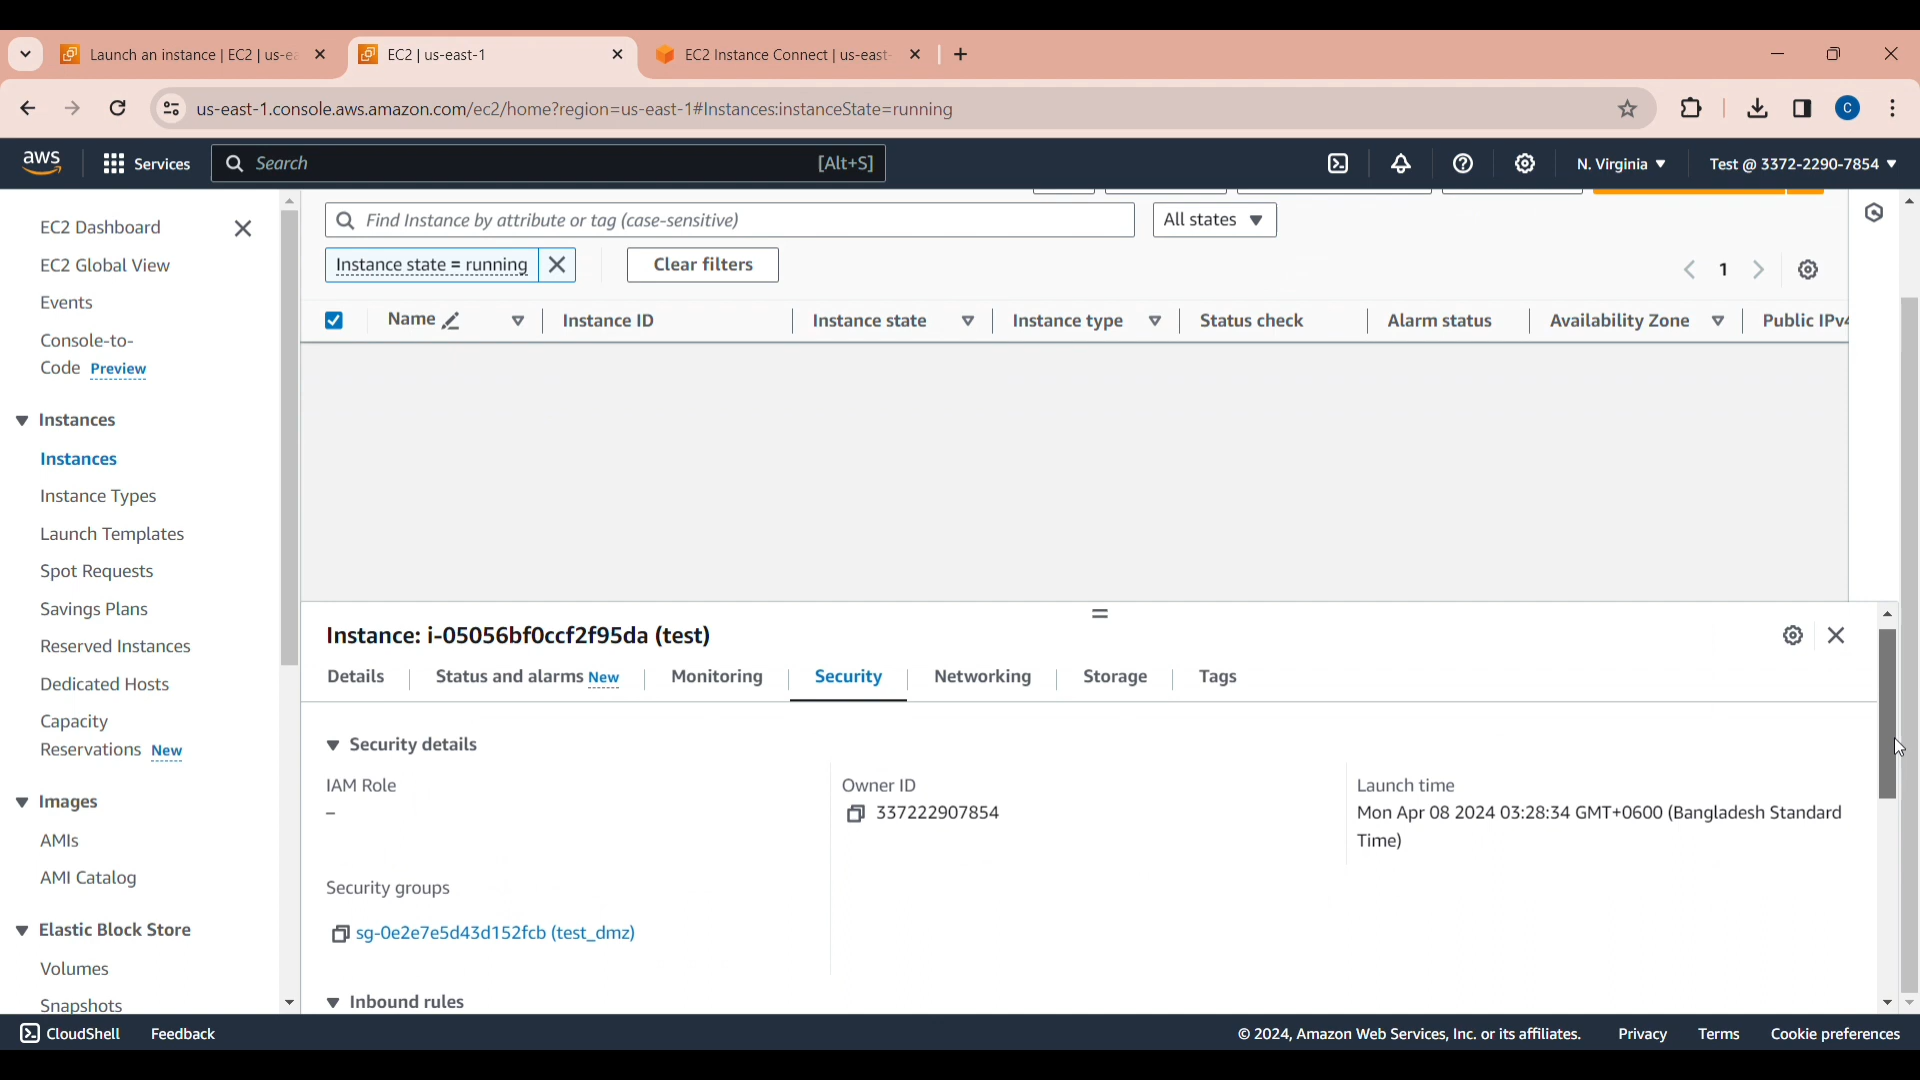 Launch an instance | EC2 | us-ea
EC2 | us-east-1
EC2 Instance Connect | us-east-
us-east-1.console.aws.amazon.com/ec2/home?region=us-east-1#Instances:instanceState=running
C
aws
Services
Search
[Alt+S]
N. Virginia
Test @ 3372-2290-7854
EC2 Dashboard
EC2 Global View
Events
Console-to-
Code Preview
Instances
Instances
Instance Types
Launch Templates
Spot Requests
Savings Plans
Reserved Instances
Dedicated Hosts
Capacity
Reservations New
Images
AMIs
AMI Catalog
Elastic Block Store
Volumes
Snapshots
Find Instance by attribute or tag (case-sensitive)
All states
Instance state = running
Clear filters
1
Name
Instance ID
Instance state
Instance type
Status check
Alarm status
Availability Zone
Public IPv4
Instance: i-05056bf0ccf2f95da (test)
Details
Status and alarms New
Monitoring
Security
Networking
Storage
Tags
Security details
IAM Role
–
Owner ID
337222907854
Launch time
Mon Apr 08 2024 03:28:34 GMT+0600 (Bangladesh Standard
Time)
Security groups
sg-0e2e7e5d43d152fcb (test_dmz)
Inbound rules
CloudShell
Feedback
© 2024, Amazon Web Services, Inc. or its affiliates.
Privacy
Terms
Cookie preferences